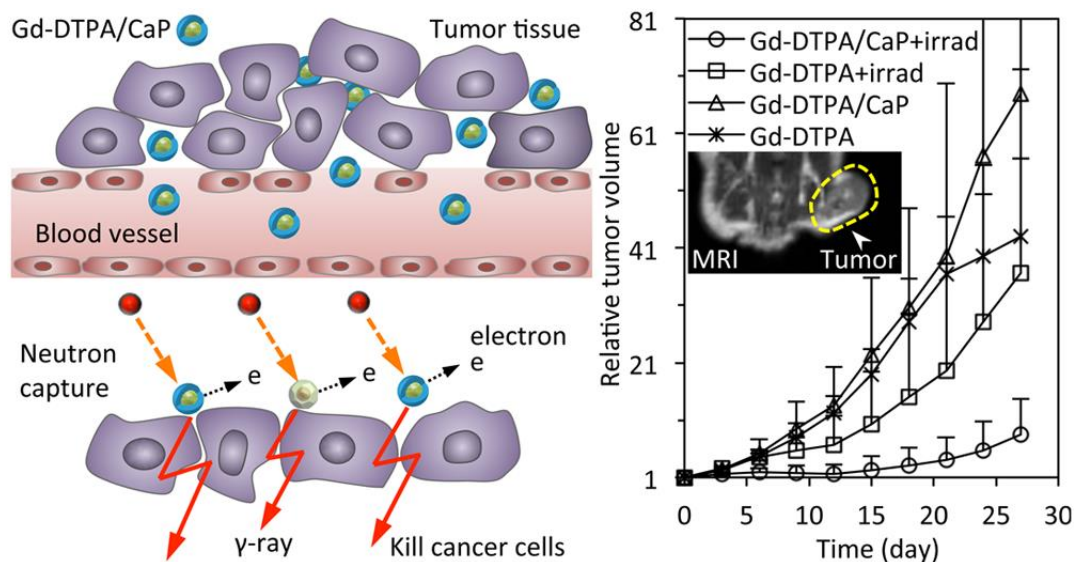 Gd-DTPA/CaP
Tumor tissue
Blood vessel
Neutron
capture
electron
e
e
e
γ-ray
Kill cancer cells
Relative tumor volume
81
61
41
21
1
Gd-DTPA/CaP+irrad
Gd-DTPA+irrad
Gd-DTPA/CaP
Gd-DTPA
MRI
Tumor
0
5
10
15
20
25
30
Time (day)